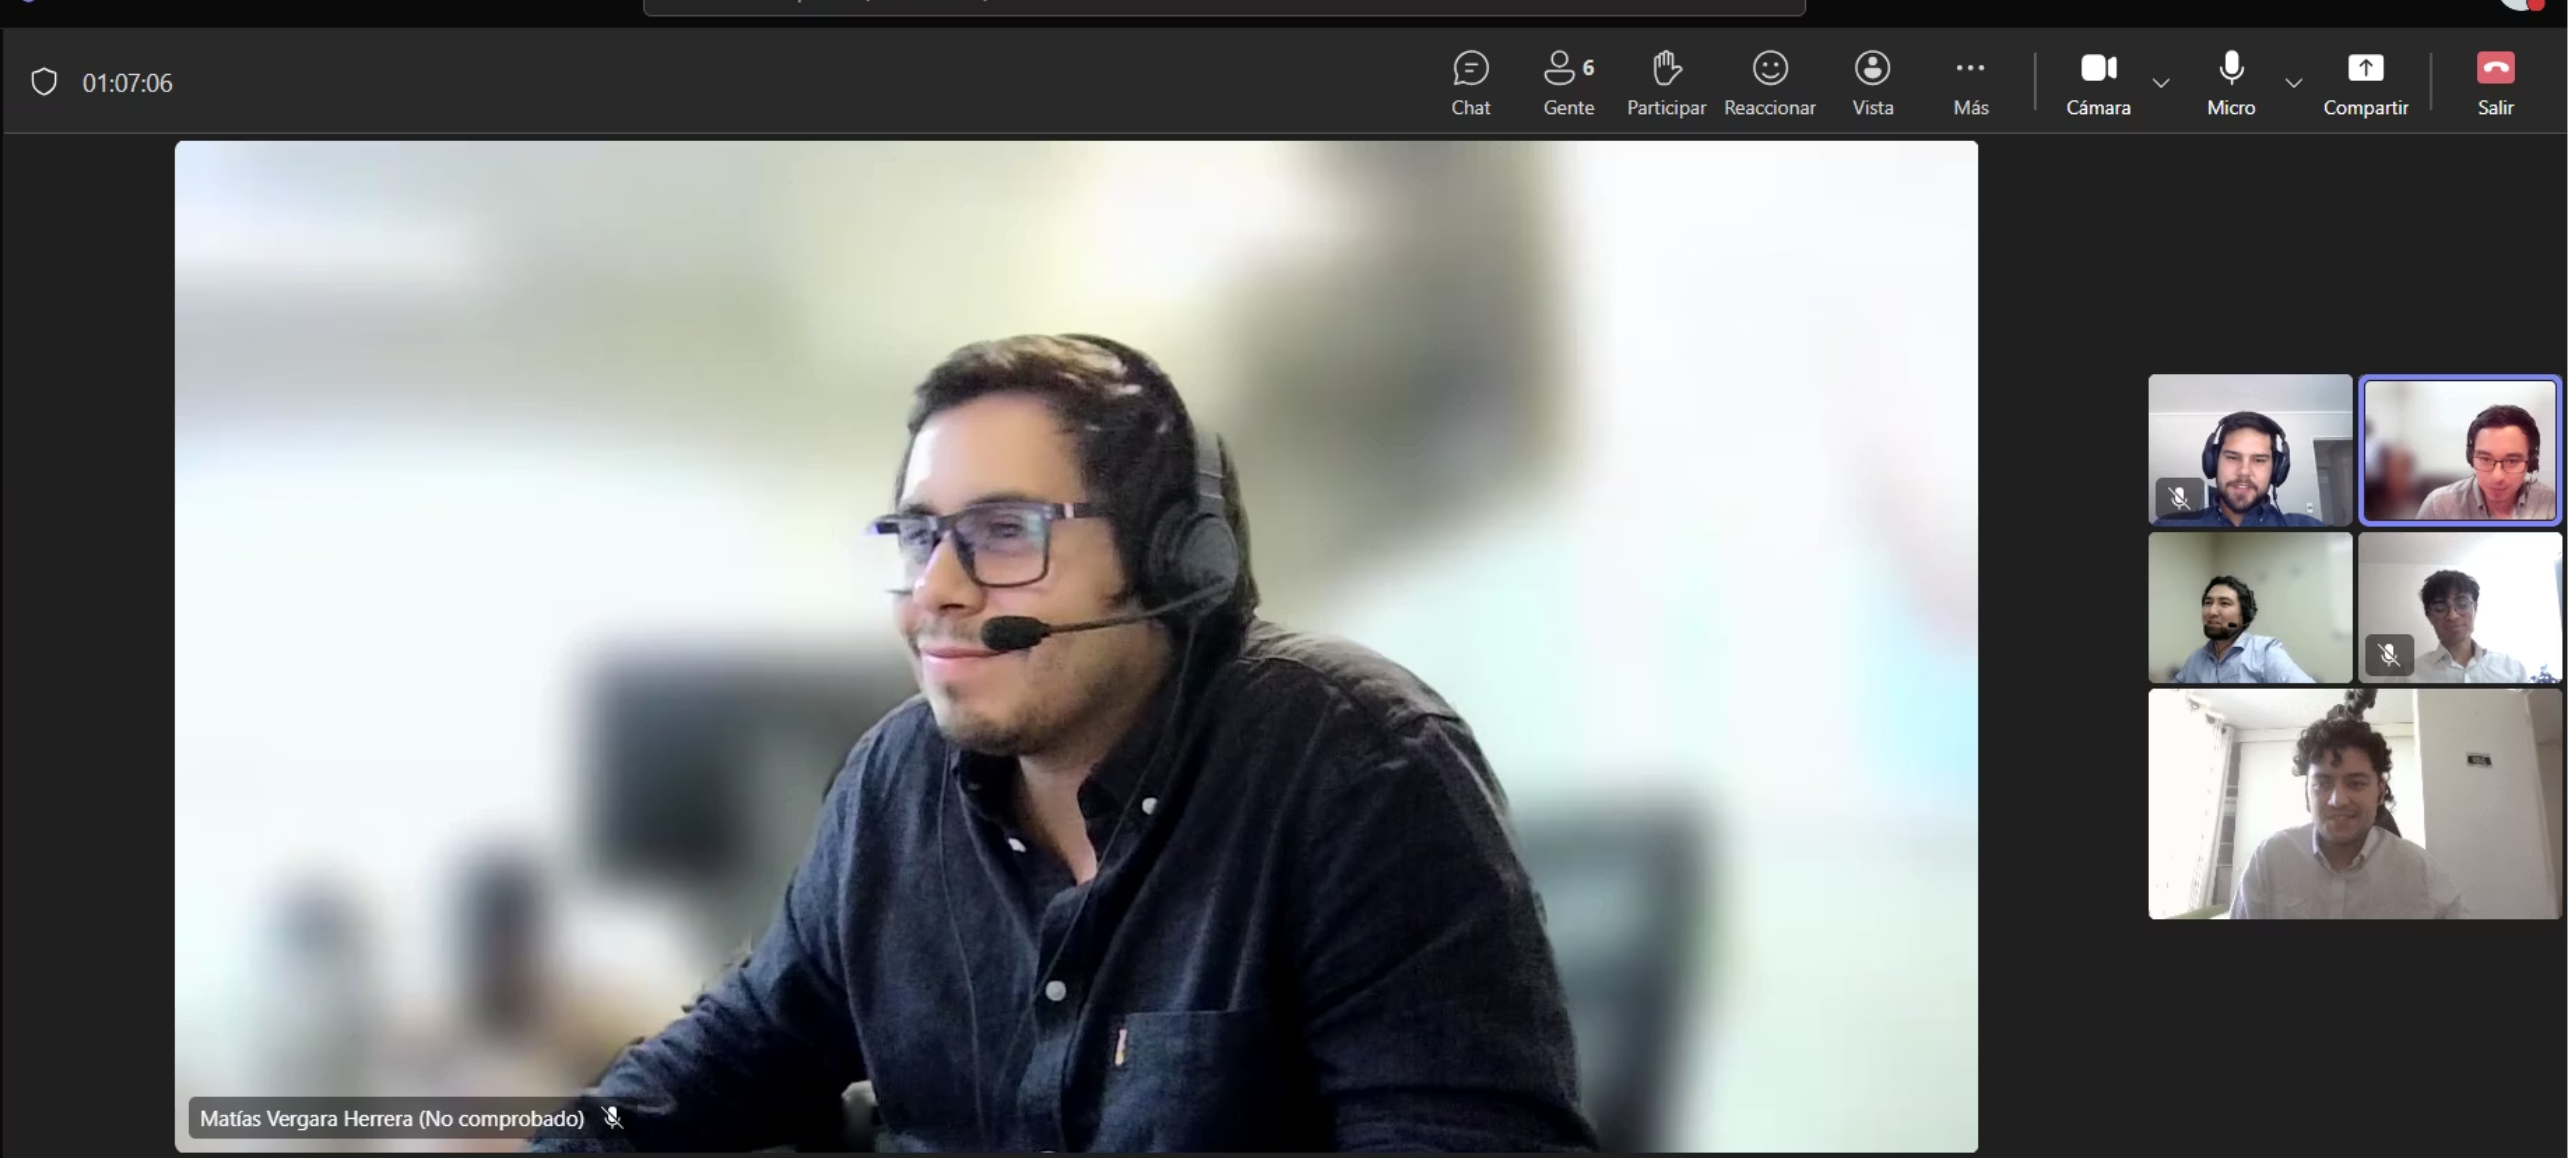 01:07:06
6
Chat
Gente
Participar
Reaccionar
Vista
Más
Cámara
Micro
Compartir
Salir
Matías Vergara Herrera (No comprobado)